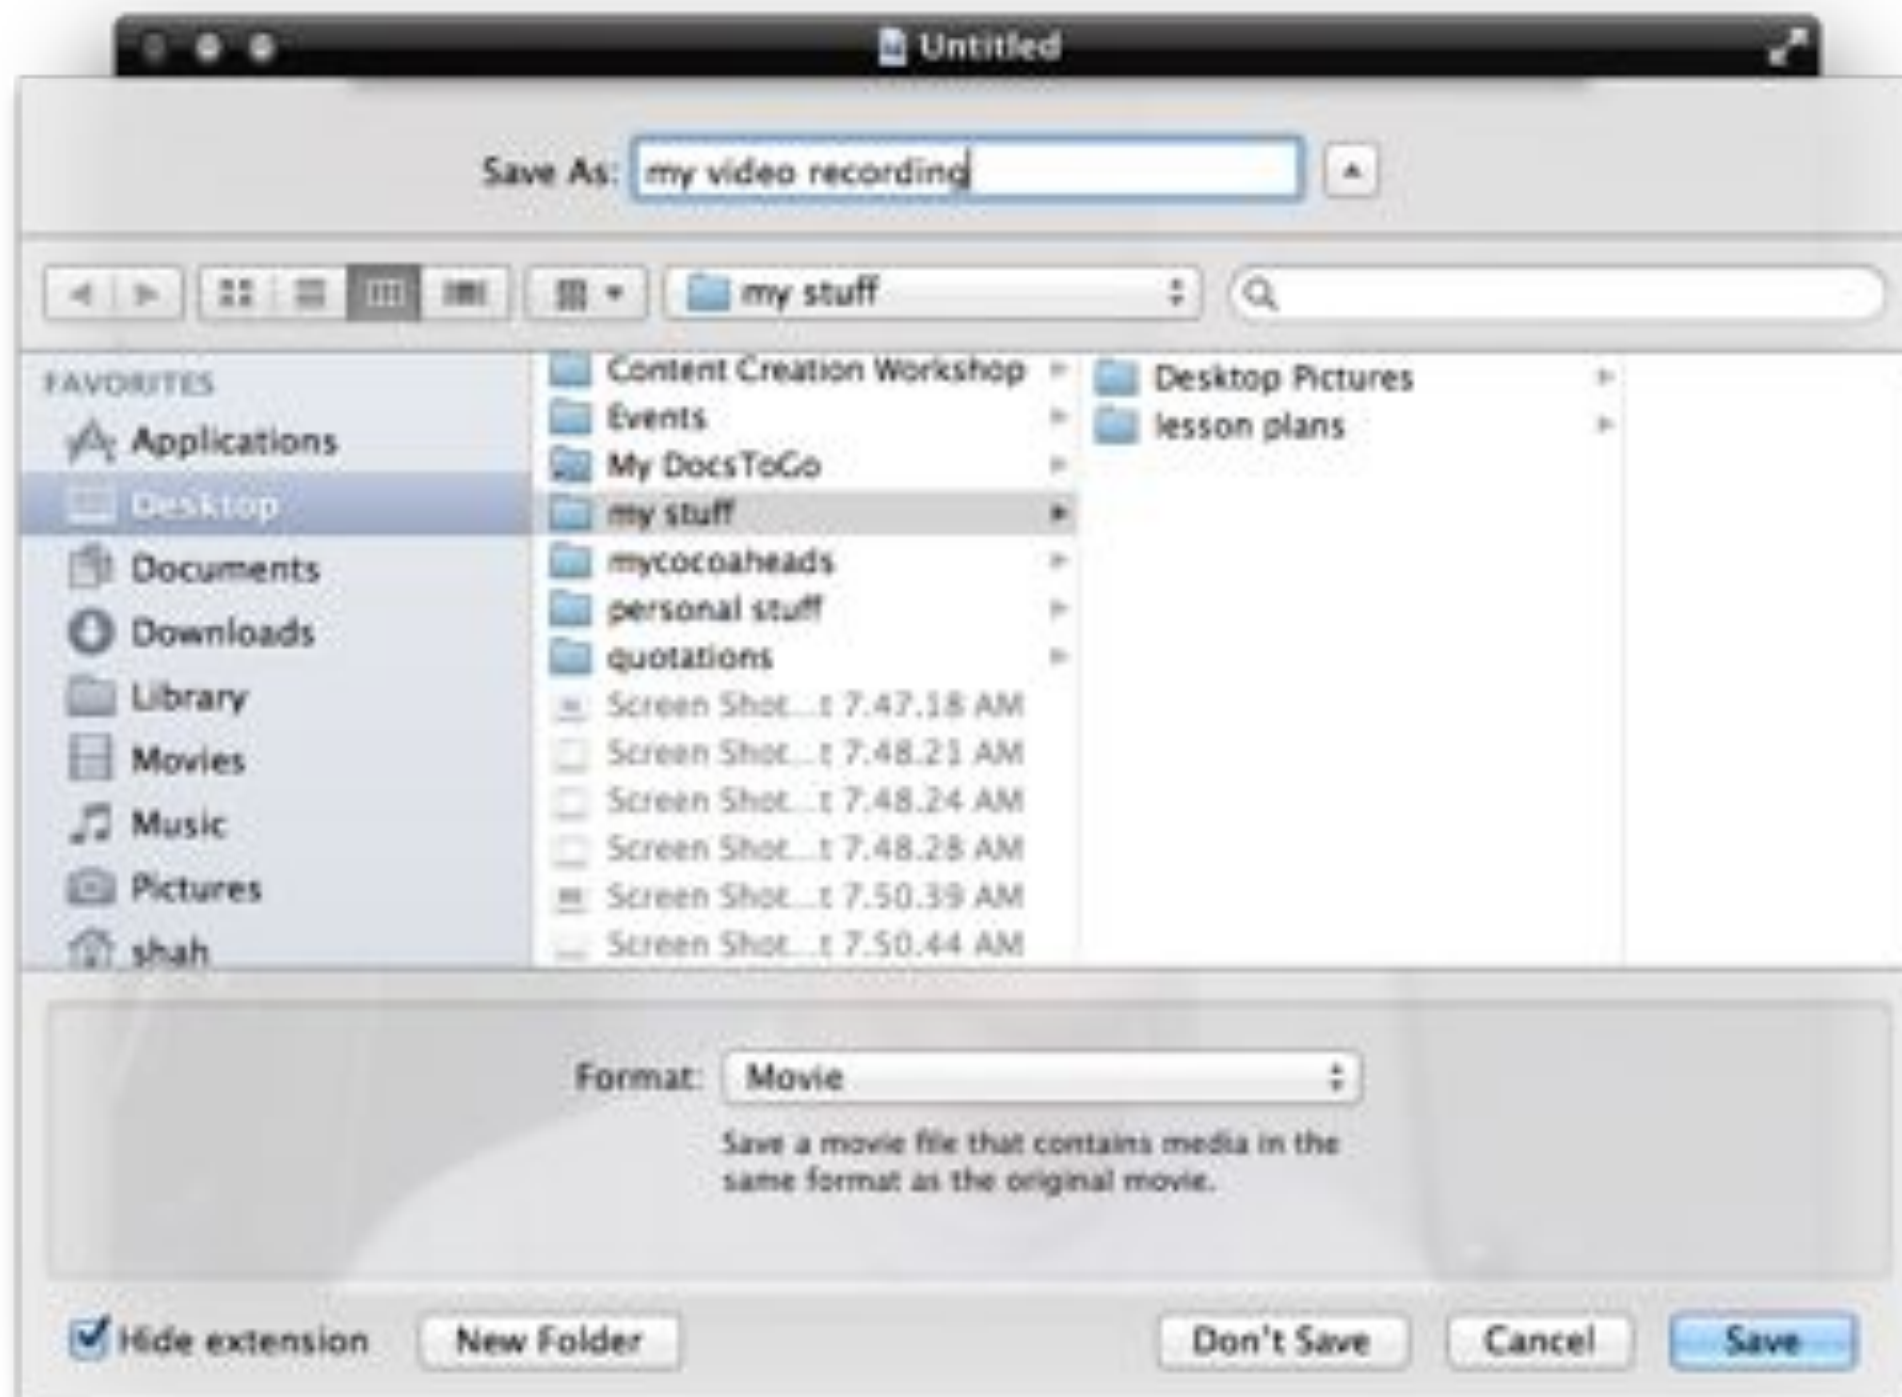 Untitled
Save As: my video recording
my stuff
FAVORITES
Applications
Desktop
Documents
Downloads
Library
Movies
Music
Pictures
shah
Content Creation Workshop
Events
My DocsToGo
my stuff
mycocoaheads
personal stuff
quotations
Screen Shot...t 7.47.18 AM
Screen Shot...t 7.48.21 AM
Screen Shot...t 7.48.24 AM
Screen Shot...t 7.48.28 AM
Screen Shot...t 7.50.39 AM
Screen Shot...t 7.50.44 AM
Desktop Pictures
lesson plans
Format: Movie
Save a movie file that contains media in the
same format as the original movie.
Hide extension New Folder Don't Save Cancel Save